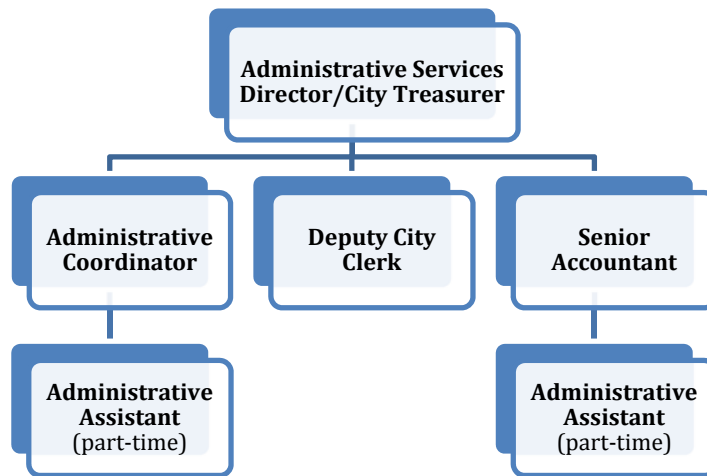 Administrative Services
Director/City Treasurer
Administrative
Coordinator
Deputy City
Clerk
Senior
Accountant
Administrative
Assistant
(part-time)
Administrative
Assistant
(part-time)